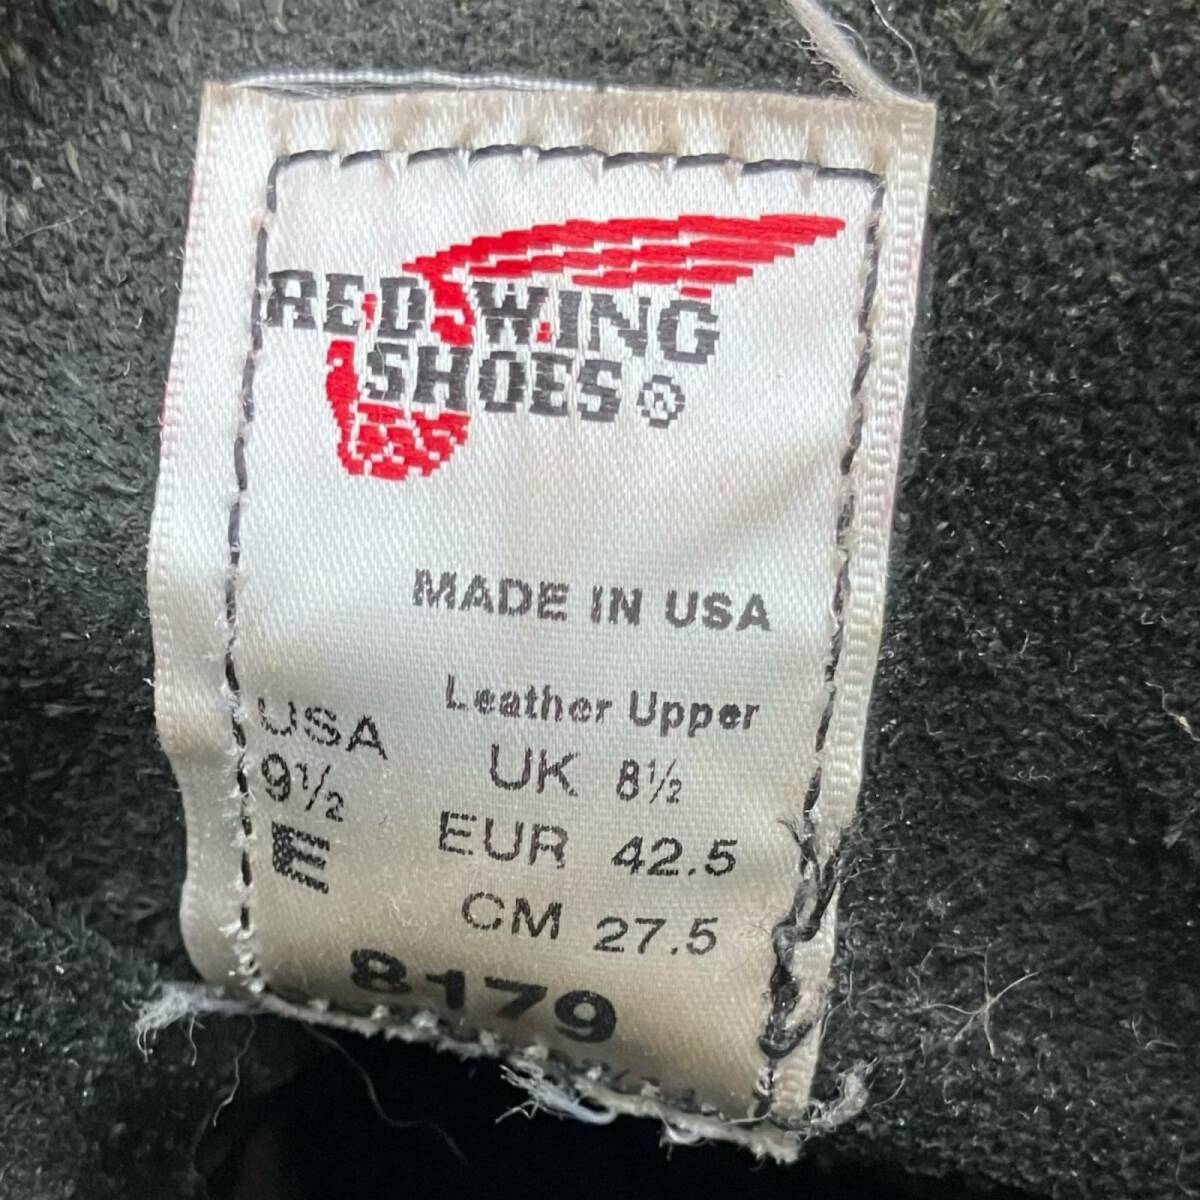 RED WING
SHOES®
MADE IN USA
Leather Upper
USA
9½
E
UK 8½
EUR 42.5
CM 27.5
8179